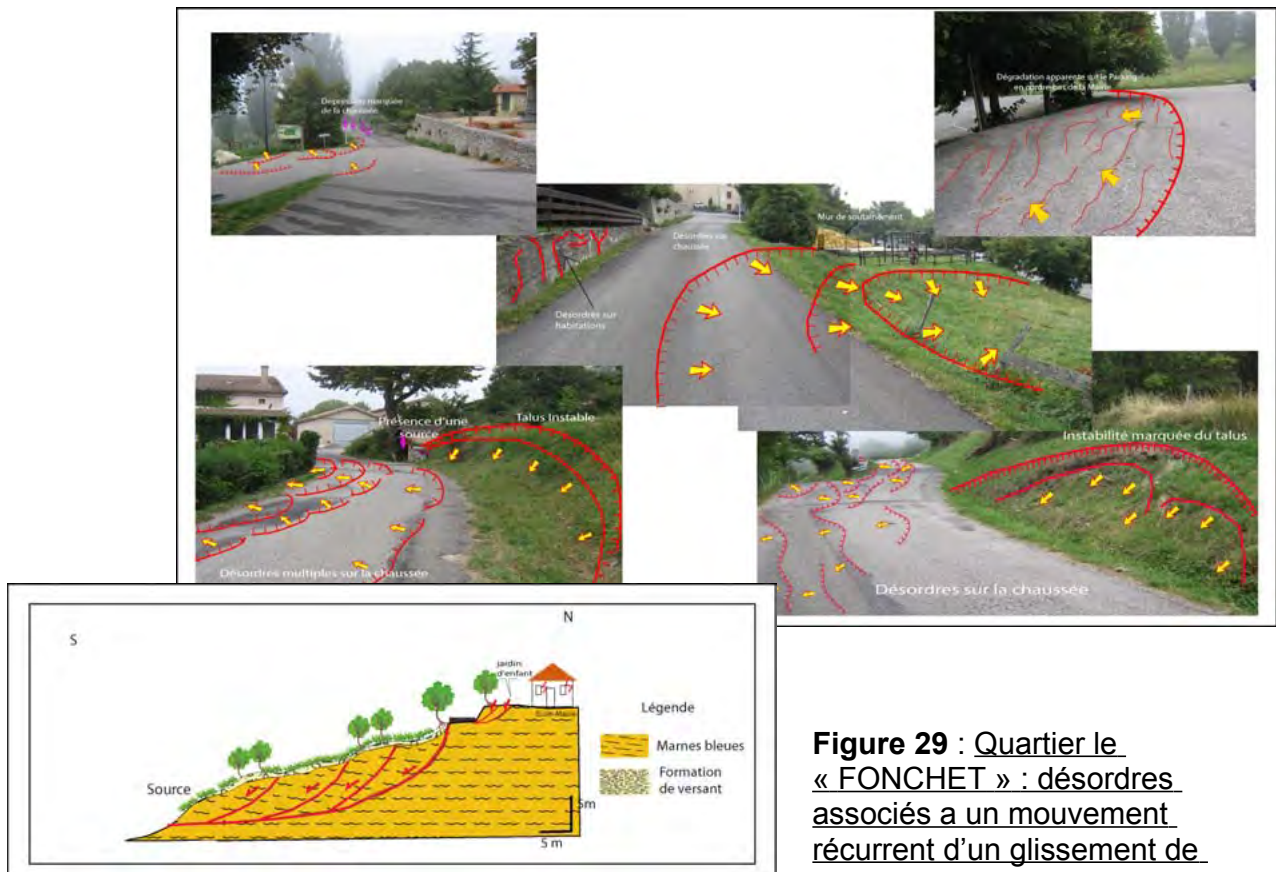 Dépression marquée
de la chaussée
Dégradation apparente sur le Parking
en contre-bas de la Mairie
Mur de soutainement
Désordres sur
chaussée
Désordres sur
habitations
Présence d'une
source
Talus Instable
Désordres multiples sur la chaussée
Instabilité marquée du talus
Désordres sur la chaussée
S
N
jardin
d'enfant
Source
Légende
Marnes bleues
Formation
de versant
5m
5 m
Figure 29 : Quartier le
« FONCHET » : désordres
associés a un mouvement
récurrent d'un glissement de